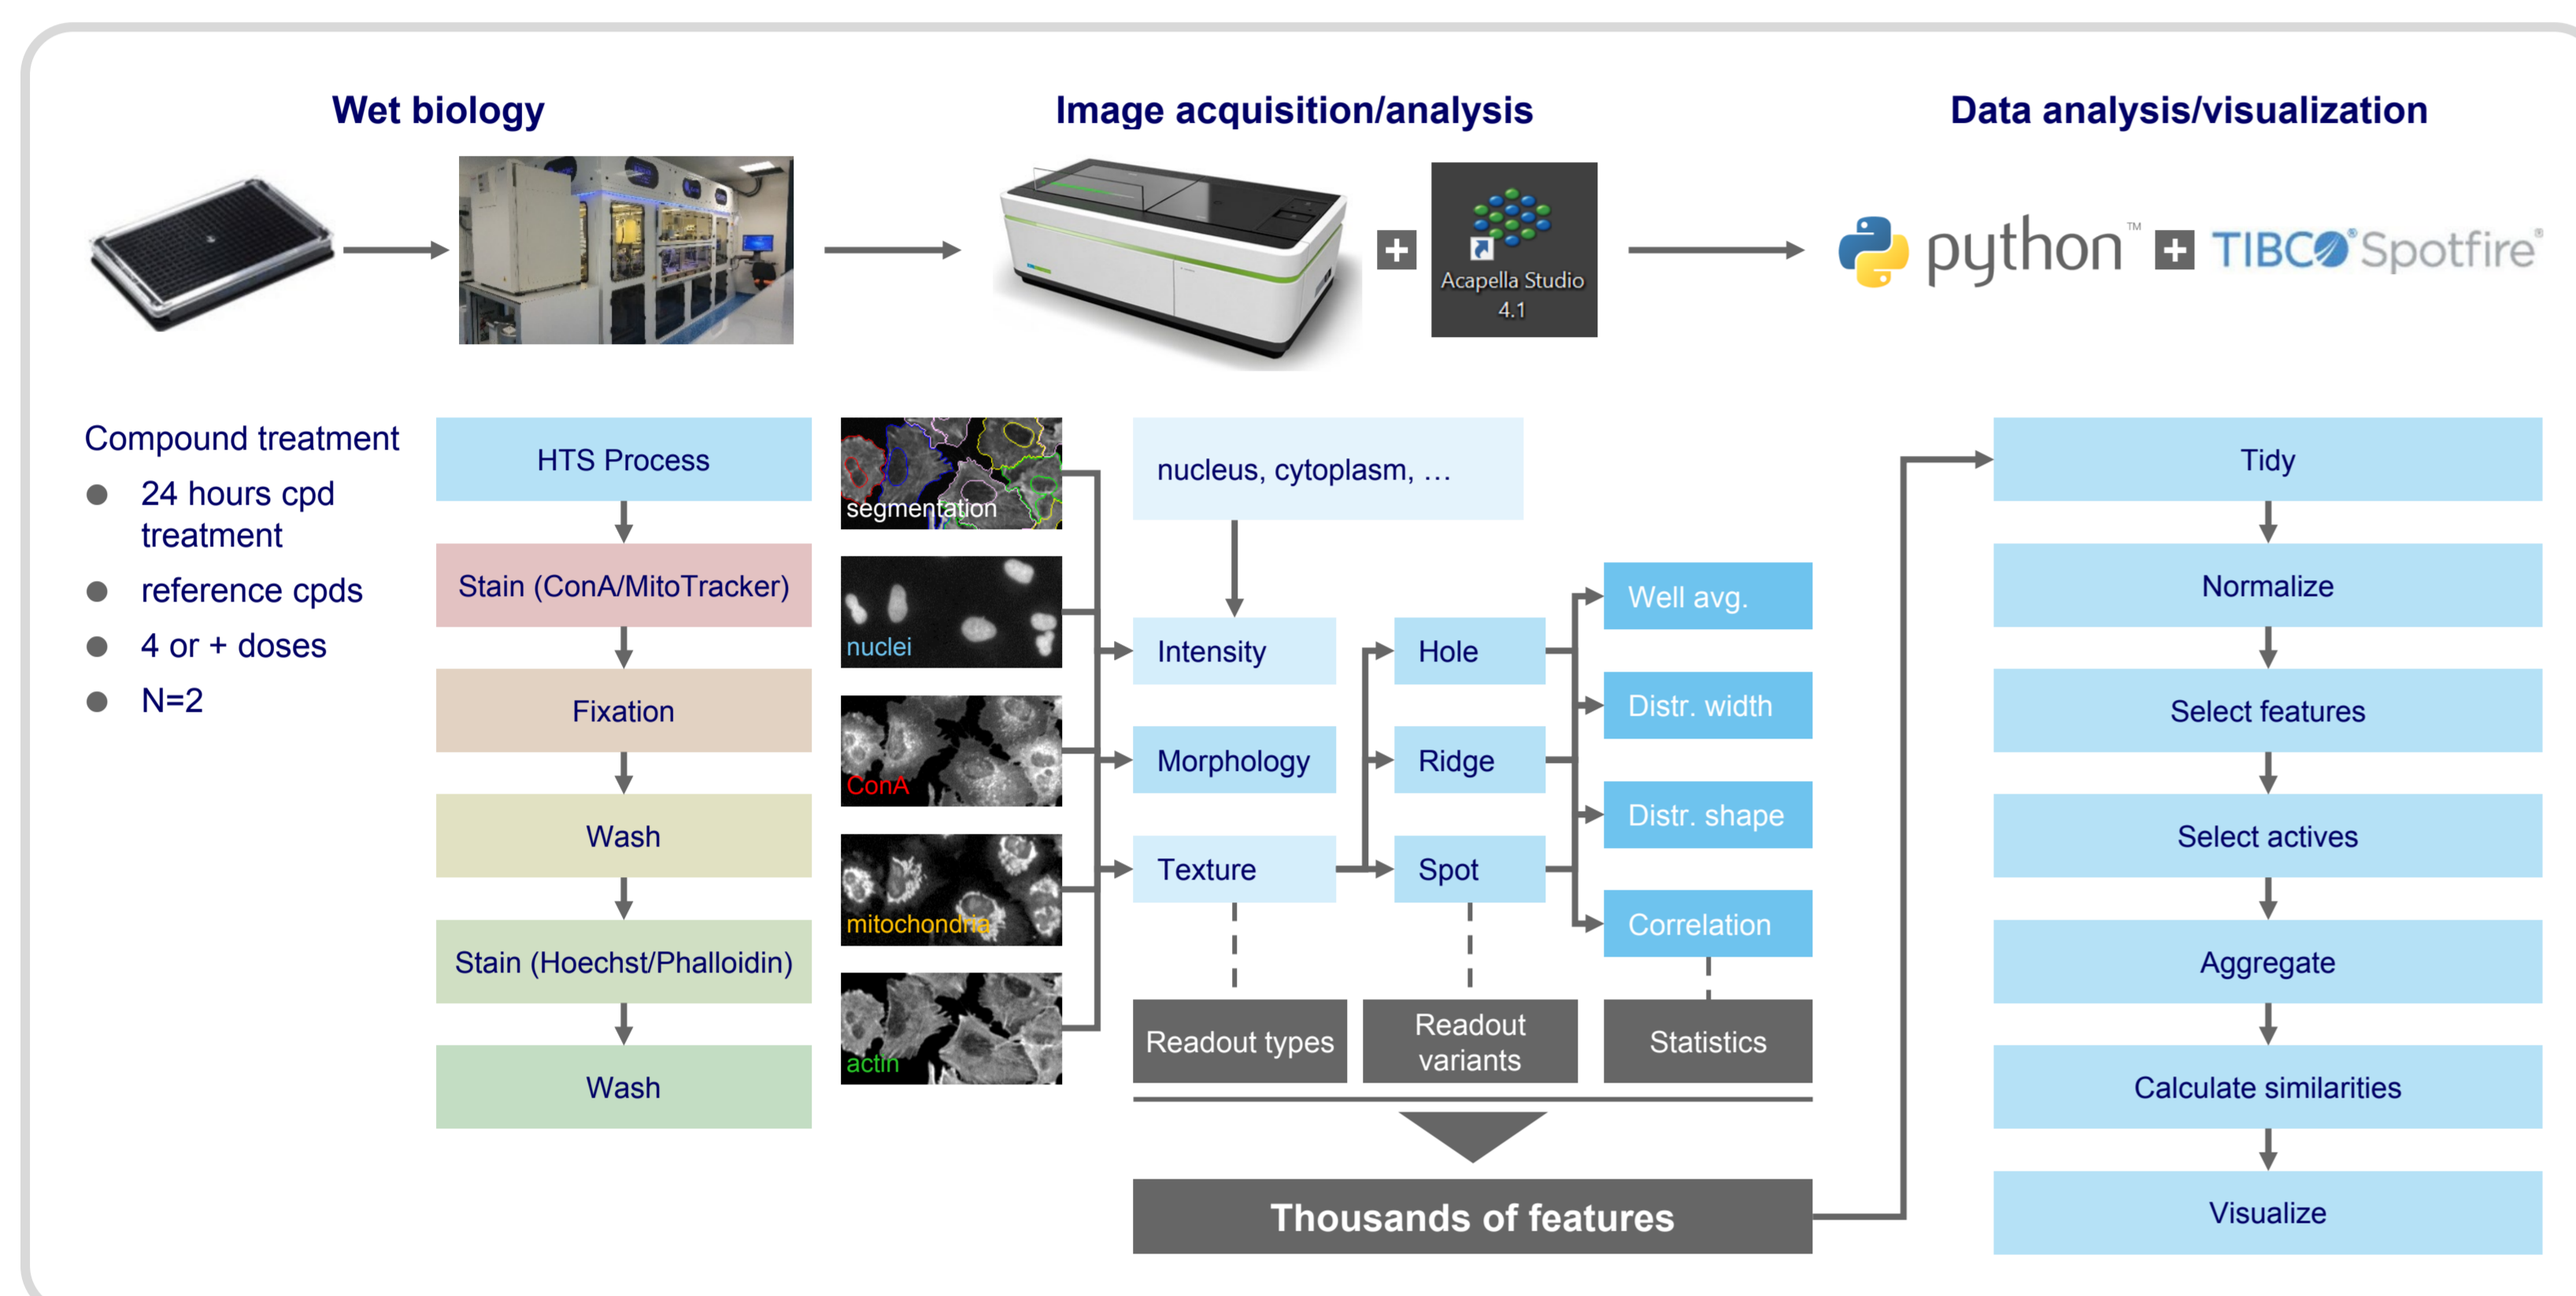 Wet biology
Image acquisition/analysis
Data analysis/visualization
Acapella Studio
4.1
python™
TIBCO® Spotfire®
Compound treatment
● 24 hours cpd
treatment
● reference cpds
● 4 or + doses
● N=2
HTS Process
Stain (ConA/MitoTracker)
Fixation
Wash
Stain (Hoechst/Phalloidin)
Wash
segmentation
nuclei
ConA
mitochondria
actin
nucleus, cytoplasm, …
Intensity
Morphology
Texture
Hole
Ridge
Spot
Well avg.
Distr. width
Distr. shape
Correlation
Readout types
Readout
variants
Statistics
Thousands of features
Tidy
Normalize
Select features
Select actives
Aggregate
Calculate similarities
Visualize